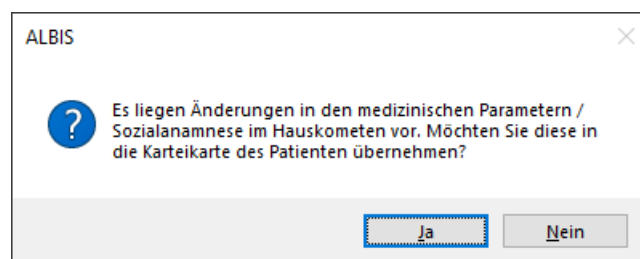 ALBIS
Es liegen Änderungen in den medizinischen Parametern /
Sozialanamnese im Hauskometen vor. Möchten Sie diese in
die Karteikarte des Patienten übernehmen?
Ja
Nein